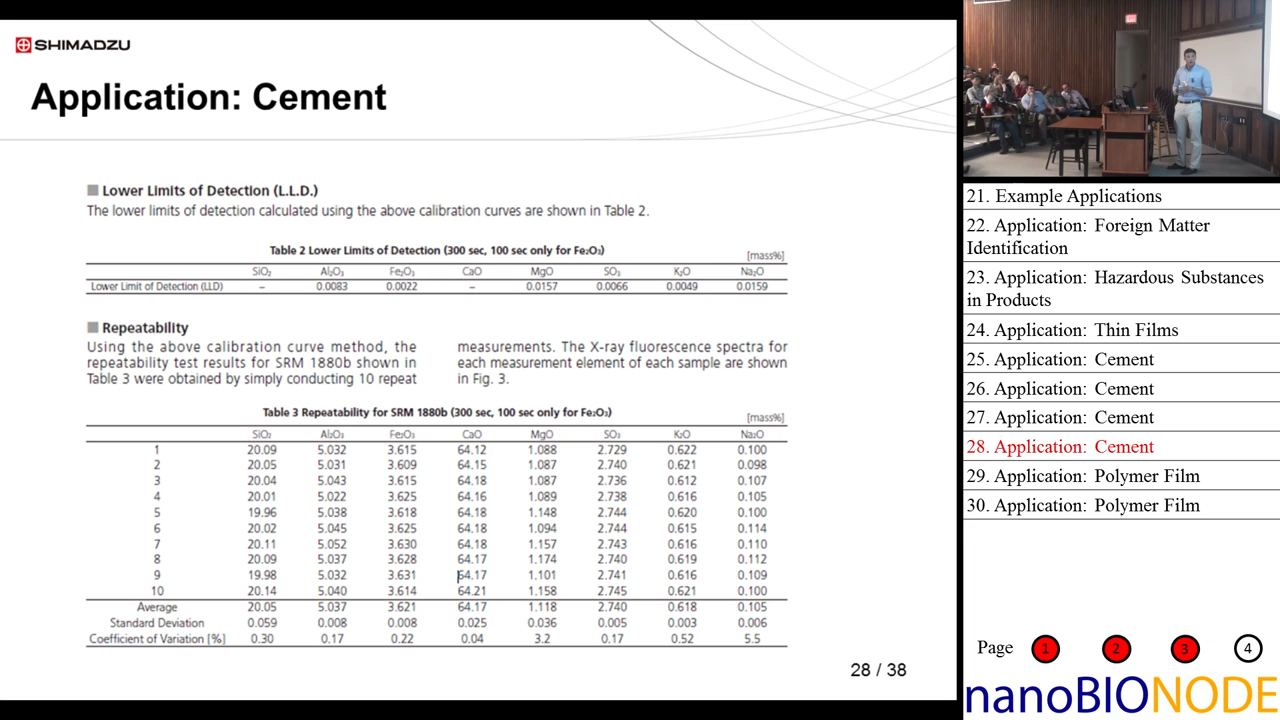 SHIMADZU
Application: Cement
Lower Limits of Detection (L.L.D.)
The lower limits of detection calculated using the above calibration curves are shown in Table 2.
Table 2 Lower Limits of Detection (300 sec, 100 sec only for Fe₂O₃)
[mass%]
SiO₂ Al₂O₃ Fe₂O₃ CaO MgO SO₃ K₂O Na₂O
Lower Limit of Detection (LLD) – 0.0083 0.0022 – 0.0157 0.0066 0.0049 0.0159
Repeatability
Using the above calibration curve method, the
repeatability test results for SRM 1880b shown in
Table 3 were obtained by simply conducting 10 repeat
measurements. The X-ray fluorescence spectra for
each measurement element of each sample are shown
in Fig. 3.
Table 3 Repeatability for SRM 1880b (300 sec, 100 sec only for Fe₂O₃)
[mass%]
SiO₂ Al₂O₃ Fe₂O₃ CaO MgO SO₃ K₂O Na₂O
1 20.09 5.032 3.615 64.12 1.088 2.729 0.622 0.100
2 20.05 5.031 3.609 64.15 1.087 2.740 0.621 0.098
3 20.04 5.043 3.615 64.18 1.087 2.736 0.612 0.107
4 20.01 5.022 3.625 64.16 1.089 2.738 0.616 0.105
5 19.96 5.038 3.618 64.18 1.148 2.744 0.620 0.100
6 20.02 5.045 3.625 64.18 1.094 2.744 0.615 0.114
7 20.11 5.052 3.630 64.18 1.157 2.743 0.616 0.110
8 20.09 5.037 3.628 64.17 1.174 2.740 0.619 0.112
9 19.98 5.032 3.631 64.17 1.101 2.741 0.616 0.109
10 20.14 5.040 3.614 64.21 1.158 2.745 0.621 0.100
Average 20.05 5.037 3.621 64.17 1.118 2.740 0.618 0.105
Standard Deviation 0.059 0.008 0.008 0.025 0.036 0.005 0.003 0.006
Coefficient of Variation [%] 0.30 0.17 0.22 0.04 3.2 0.17 0.52 5.5
28 / 38
21. Example Applications
22. Application: Foreign Matter
Identification
23. Application: Hazardous Substances
in Products
24. Application: Thin Films
25. Application: Cement
26. Application: Cement
27. Application: Cement
28. Application: Cement
29. Application: Polymer Film
30. Application: Polymer Film
Page 1 2 3 4
nanoBIONODE